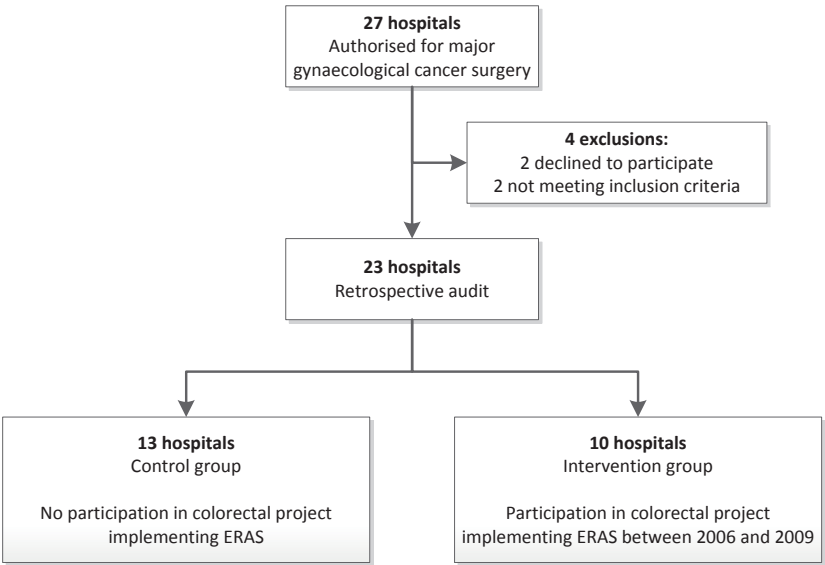 27 hospitals
Authorised for major
gynaecological cancer surgery
4 exclusions:
2 declined to participate
2 not meeting inclusion criteria
23 hospitals
Retrospective audit
13 hospitals
Control group
No participation in colorectal project
implementing ERAS
10 hospitals
Intervention group
Participation in colorectal project
implementing ERAS between 2006 and 2009